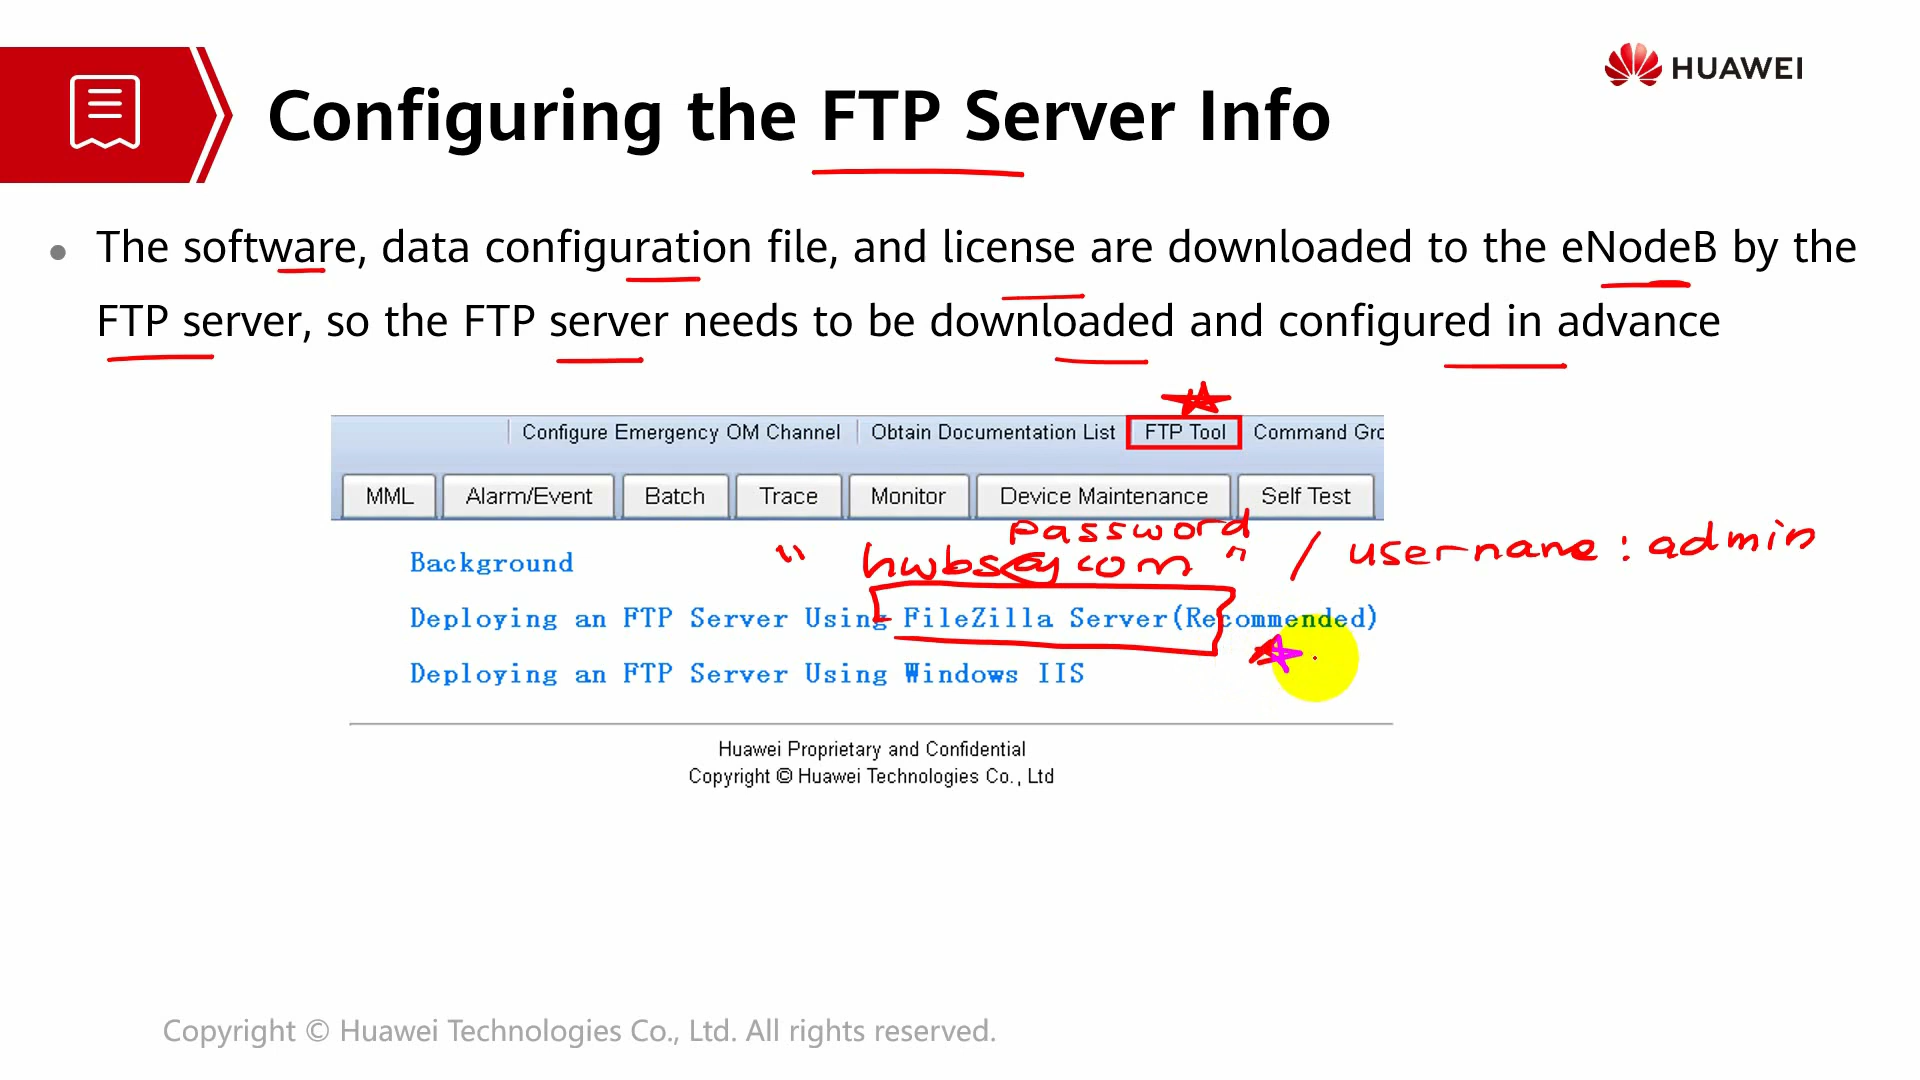 HUAWEI
Configuring the FTP Server Info
The software, data configuration file, and license are downloaded to the eNodeB by the
FTP server, so the FTP server needs to be downloaded and configured in advance
Configure Emergency OM Channel Obtain Documentation List FTP Tool Command Grc
MML Alarm/Event Batch Trace Monitor Device Maintenance Self Test
password
" com " / username : admin
Background
Deploying an FTP Server Using FileZilla Server(Recommended)
Deploying an FTP Server Using Windows IIS
Huawei Proprietary and Confidential
Copyright © Huawei Technologies Co., Ltd
Copyright © Huawei Technologies Co., Ltd. All rights reserved.